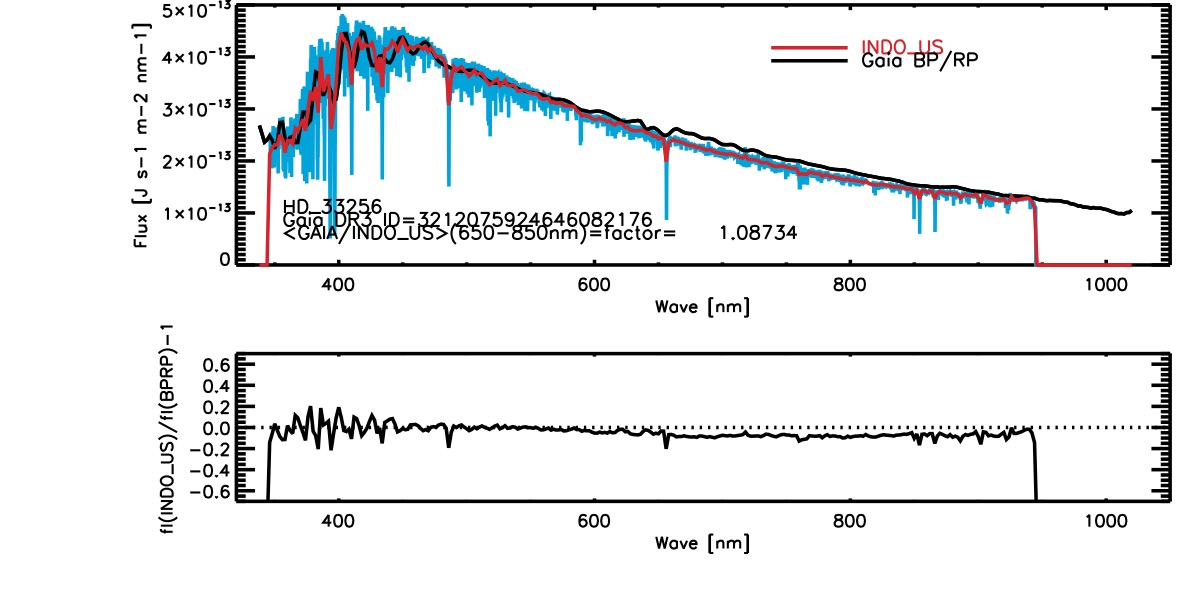 5×10−13
4×10−13
3×10−13
2×10−13
1×10−13
0
Flux [J s−1 m−2 nm−1]
INDO_US
Gaia BP/RP
HD_33256
Gaia DR3 ID=3212075924646082176
<GAIA/INDO_US>(650−850nm)=factor= 1.08734
400 600 800 1000
Wave [nm]
fl(INDO_US)/fl(BPRP)−1
0.6
0.4
0.2
0.0
−0.2
−0.4
−0.6
400 600 800 1000
Wave [nm]